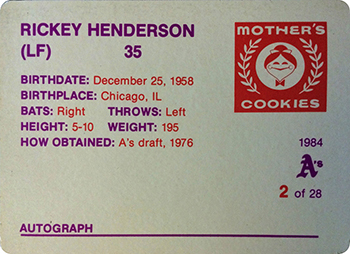 RICKEY HENDERSON
(LF) 35
BIRTHDATE: December 25, 1958
BIRTHPLACE: Chicago, IL
BATS: Right THROWS: Left
HEIGHT: 5-10 WEIGHT: 195
HOW OBTAINED: A's draft, 1976
MOTHER'S
COOKIES
1984
A's
2 of 28
AUTOGRAPH